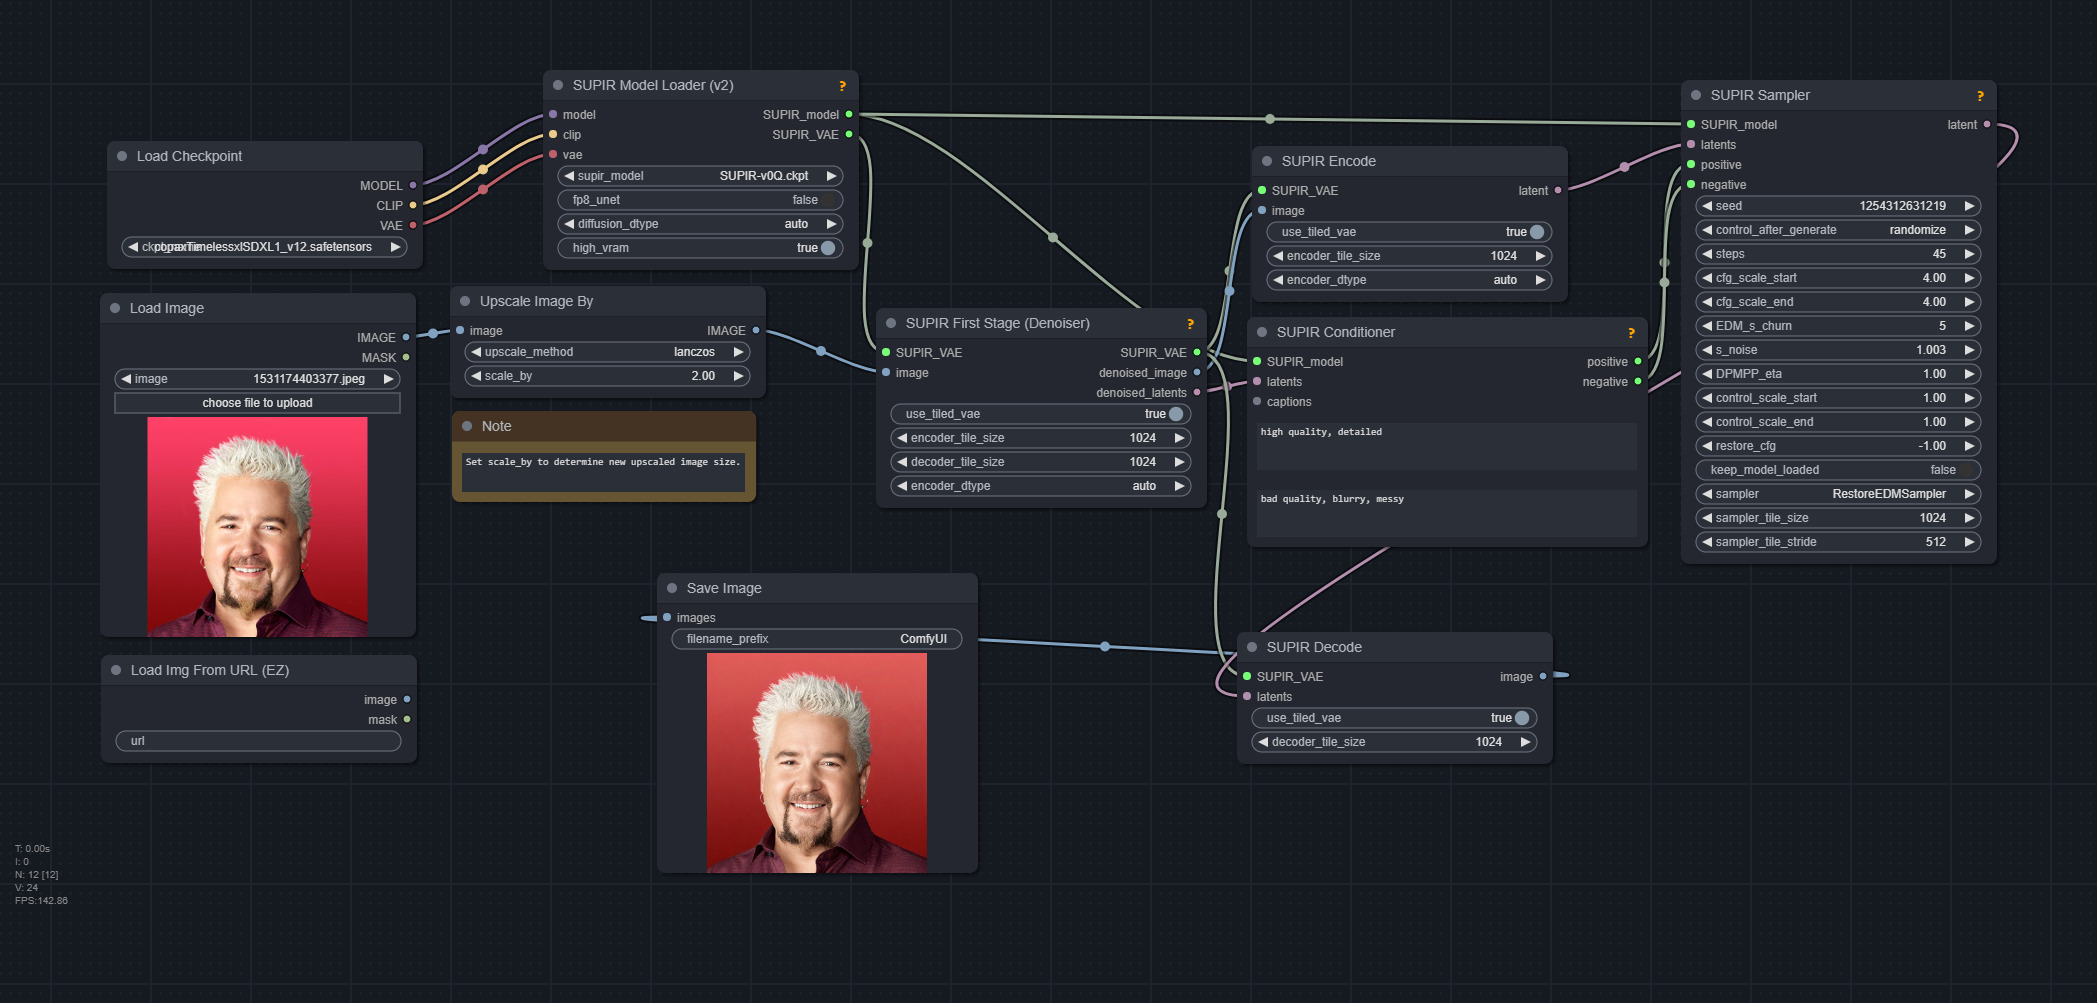 Load Checkpoint
MODEL
CLIP
VAE
copaxTimelessxlSDXL1_v12.safetensors
SUPIR Model Loader (v2) ?
model SUPIR_model
clip SUPIR_VAE
vae
supir_model SUPIR-v0Q.ckpt
fp8_unet false
diffusion_dtype auto
high_vram true
Load Image
IMAGE
MASK
image 1531174403377.jpeg
choose file to upload
Upscale Image By
image IMAGE
upscale_method lanczos
scale_by 2.00
Note
Set scale_by to determine new upscaled image size.
Load Img From URL (EZ)
image
mask
url
SUPIR First Stage (Denoiser) ?
SUPIR_VAE SUPIR_VAE
image denoised_image
denoised_latents
use_tiled_vae true
encoder_tile_size 1024
decoder_tile_size 1024
encoder_dtype auto
SUPIR Encode
SUPIR_VAE latent
image
use_tiled_vae true
encoder_tile_size 1024
encoder_dtype auto
SUPIR Conditioner ?
SUPIR_model positive
latents negative
captions
high quality, detailed
bad quality, blurry, messy
SUPIR Sampler ?
SUPIR_model latent
latents
positive
negative
seed 1254312631219
control_after_generate randomize
steps 45
cfg_scale_start 4.00
cfg_scale_end 4.00
EDM_s_churn 5
s_noise 1.003
DPMPP_eta 1.00
control_scale_start 1.00
control_scale_end 1.00
restore_cfg -1.00
keep_model_loaded false
sampler RestoreEDMSampler
sampler_tile_size 1024
sampler_tile_stride 512
Save Image
images
filename_prefix ComfyUI
SUPIR Decode
SUPIR_VAE image
latents
use_tiled_vae true
decoder_tile_size 1024
T: 0.00s
I: 0
N: 12 [12]
V: 24
FPS:142.86